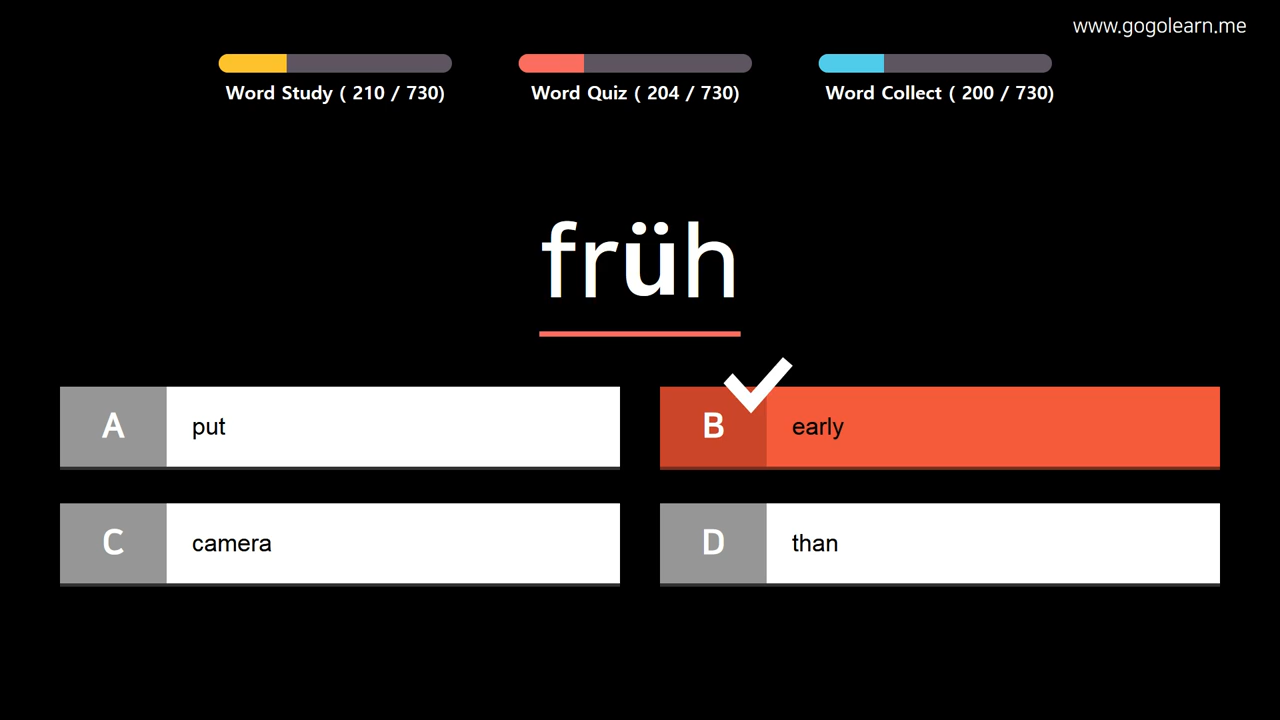 www.gogolearn.me
Word Study ( 210 / 730)
Word Quiz ( 204 / 730)
Word Collect ( 200 / 730)
früh
A put
B early
C camera
D than